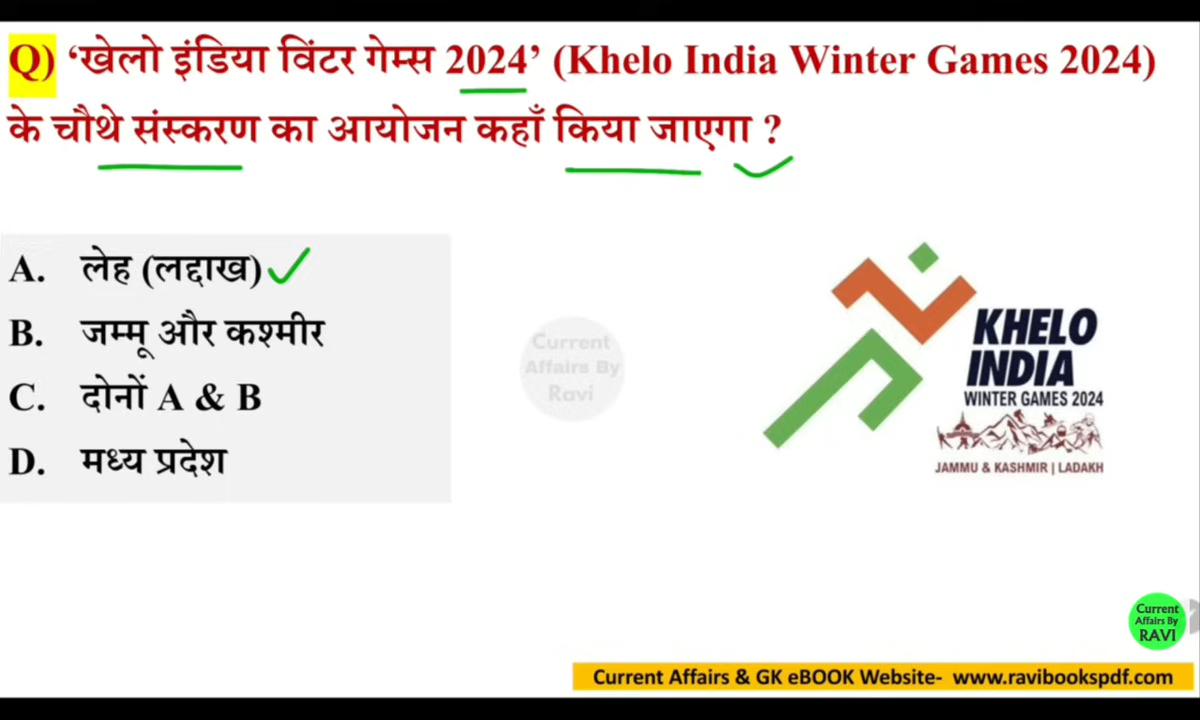 Q) ‘खेलो इंडिया विंटर गेम्स 2024’ (Khelo India Winter Games 2024)
के चौथे संस्करण का आयोजन कहाँ किया जाएगा ?
A. लेह (लद्दाख)
B. जम्मू और कश्मीर
C. दोनों A & B
D. मध्य प्रदेश
Current
Affairs By
Ravi
KHELO
INDIA
WINTER GAMES 2024
JAMMU & KASHMIR | LADAKH
Current
Affairs By
RAVI
Current Affairs & GK eBOOK Website- www.ravibookspdf.com